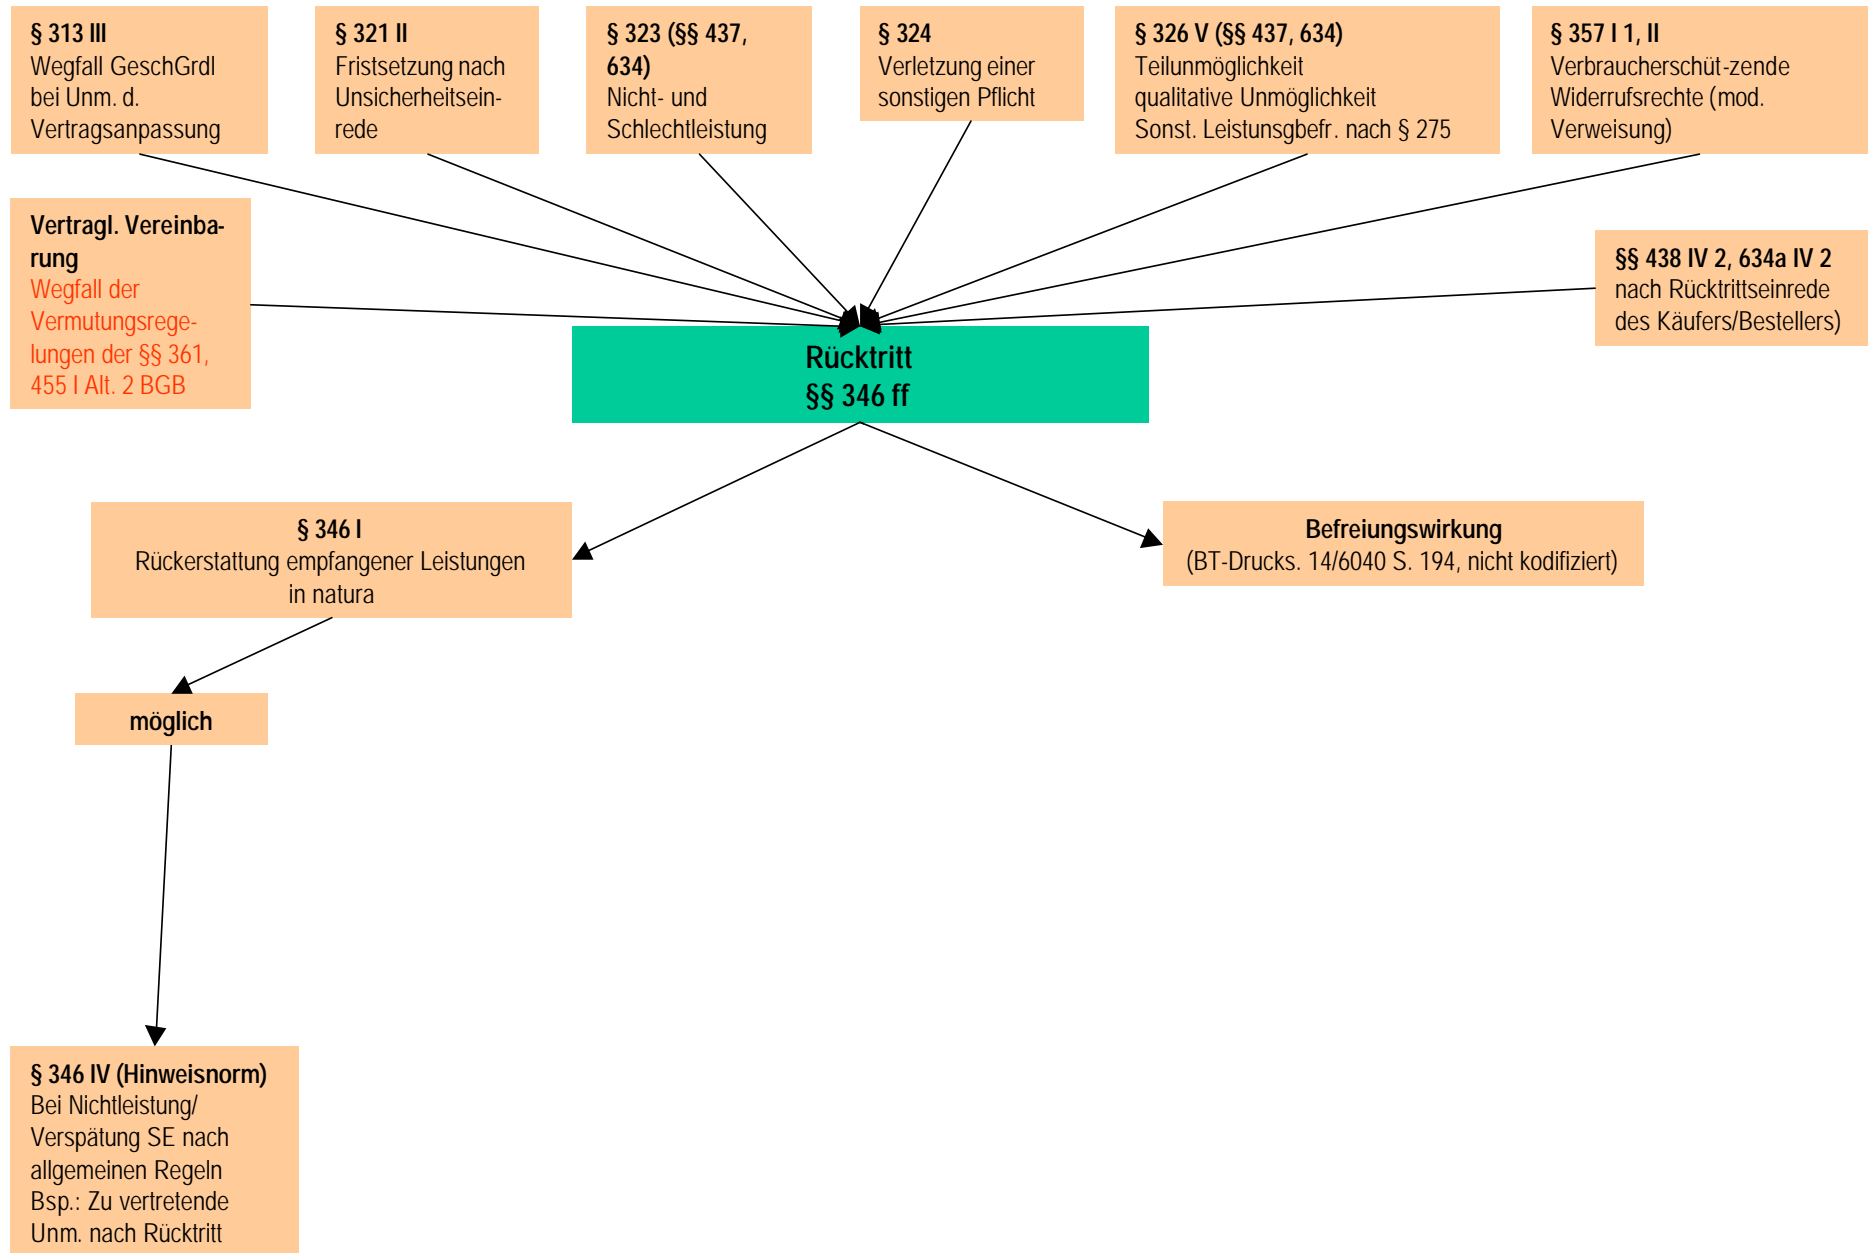 § 313 III
Wegfall GeschGrdl
bei Unm. d.
Vertragsanpassung
§ 321 II
Fristsetzung nach
Unsicherheitsein-
rede
§ 323 (§§ 437,
634)
Nicht- und
Schlechtleistung
§ 324
Verletzung einer
sonstigen Pflicht
§ 326 V (§§ 437, 634)
Teilunmöglichkeit
qualitative Unmöglichkeit
Sonst. Leistunsgbefr. nach § 275
§ 357 I 1, II
Verbraucherschüt-zende
Widerrufsrechte (mod.
Verweisung)
Vertragl. Vereinba-
rung
Wegfall der
Vermutungsrege-
lungen der §§ 361,
455 I Alt. 2 BGB
§§ 438 IV 2, 634a IV 2
nach Rücktrittseinrede
des Käufers/Bestellers)
Rücktritt
§§ 346 ff
§ 346 I
Rückerstattung empfangener Leistungen
in natura
Befreiungswirkung
(BT-Drucks. 14/6040 S. 194, nicht kodifiziert)
möglich
§ 346 IV (Hinweisnorm)
Bei Nichtleistung/
Verspätung SE nach
allgemeinen Regeln
Bsp.: Zu vertretende
Unm. nach Rücktritt